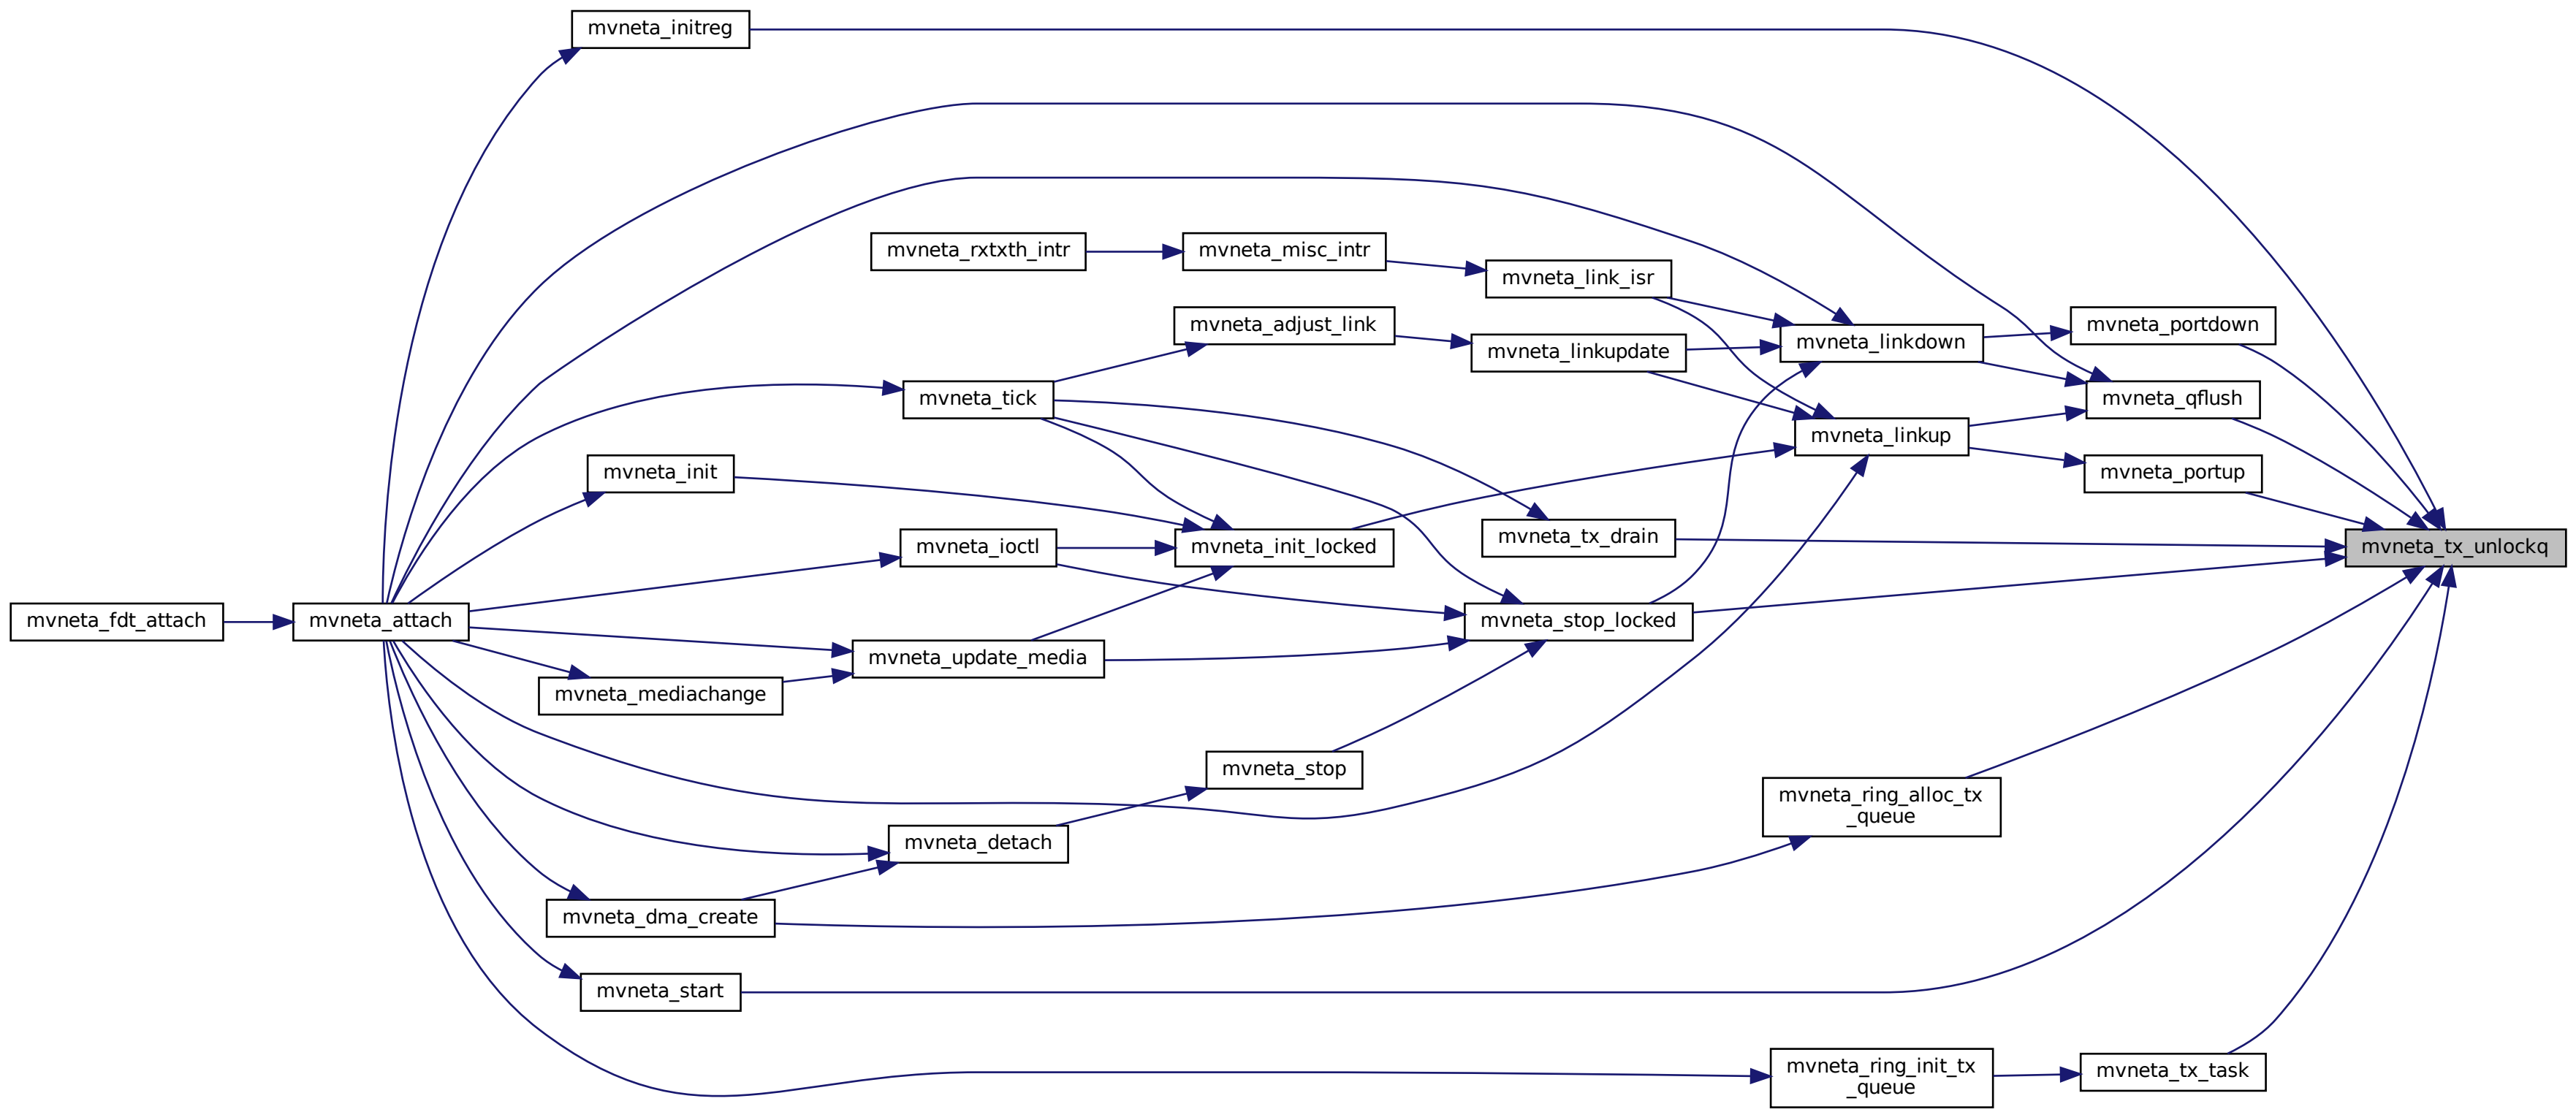 mvneta_initreg
mvneta_rxtxth_intr
mvneta_misc_intr
mvneta_link_isr
mvneta_adjust_link
mvneta_portdown
mvneta_linkdown
mvneta_linkupdate
mvneta_tick
mvneta_qflush
mvneta_linkup
mvneta_init
mvneta_portup
mvneta_tx_drain
mvneta_ioctl
mvneta_init_locked
mvneta_tx_unlockq
mvneta_fdt_attach
mvneta_attach
mvneta_stop_locked
mvneta_update_media
mvneta_mediachange
mvneta_stop
mvneta_ring_alloc_tx
_queue
mvneta_detach
mvneta_dma_create
mvneta_start
mvneta_ring_init_tx
_queue
mvneta_tx_task